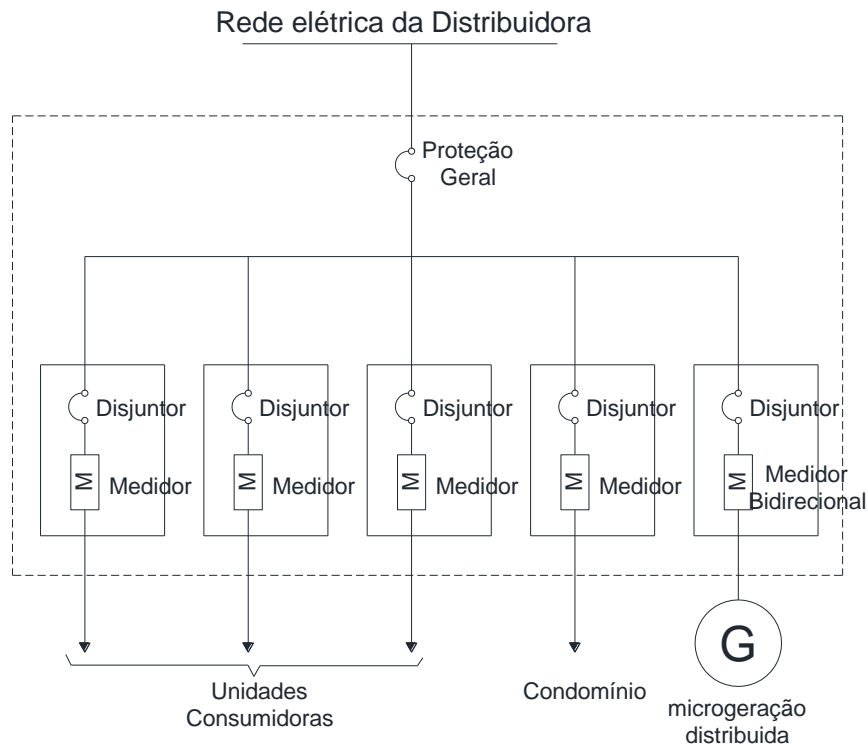 Rede elétrica da Distribuidora
Proteção
Geral
Disjuntor
Disjuntor
Disjuntor
Disjuntor
Disjuntor
M
Medidor
M
Medidor
M
Medidor
M
Medidor
M
Medidor
Bidirecional
G
Unidades
Consumidoras
Condomínio
microgeração
distribuida